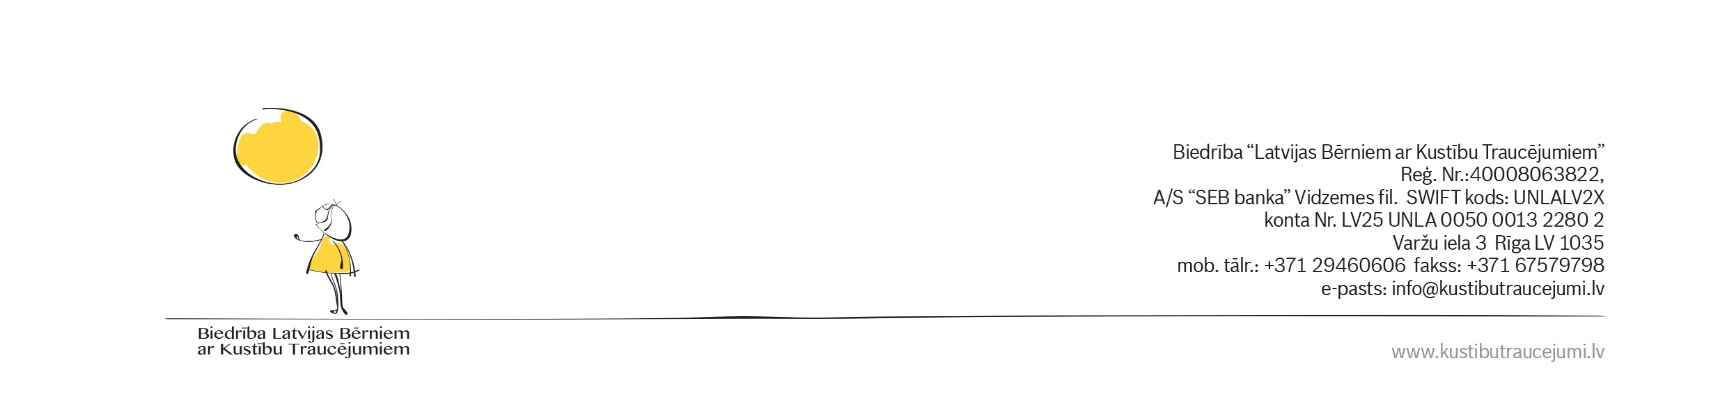 Biedrība “Latvijas Bērniem ar Kustību Traucējumiem”
Reģ. Nr.:40008063822,
A/S “SEB banka” Vidzemes fil.  SWIFT kods: UNLALV2X
konta Nr. LV25 UNLA 0050 0013 2280 2
Varžu iela 3  Rīga LV 1035
mob. tālr.: +371 29460606  fakss: +371 67579798
e-pasts: info@kustibutraucejumi.lv
Biedrība Latvijas Bērniem
ar Kustību Traucējumiem
www.kustibutraucejumi.lv